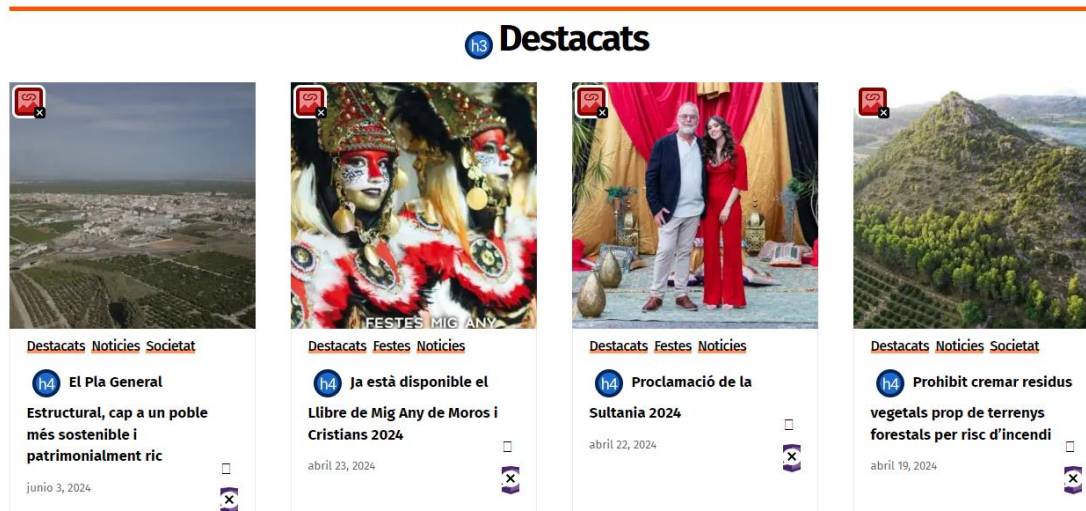 h3 Destacats
FESTES MIG ANY
Destacats Noticies Societat
h4 El Pla General
Estructural, cap a un poble
més sostenible i
patrimonialment ric
junio 3, 2024
Destacats Festes Noticies
h4 Ja està disponible el
Llibre de Mig Any de Moros i
Cristians 2024
abril 23, 2024
Destacats Festes Noticies
h4 Proclamació de la
Sultania 2024
abril 22, 2024
Destacats Noticies Societat
h4 Prohibit cremar residus
vegetals prop de terrenys
forestals per risc d’incendi
abril 19, 2024